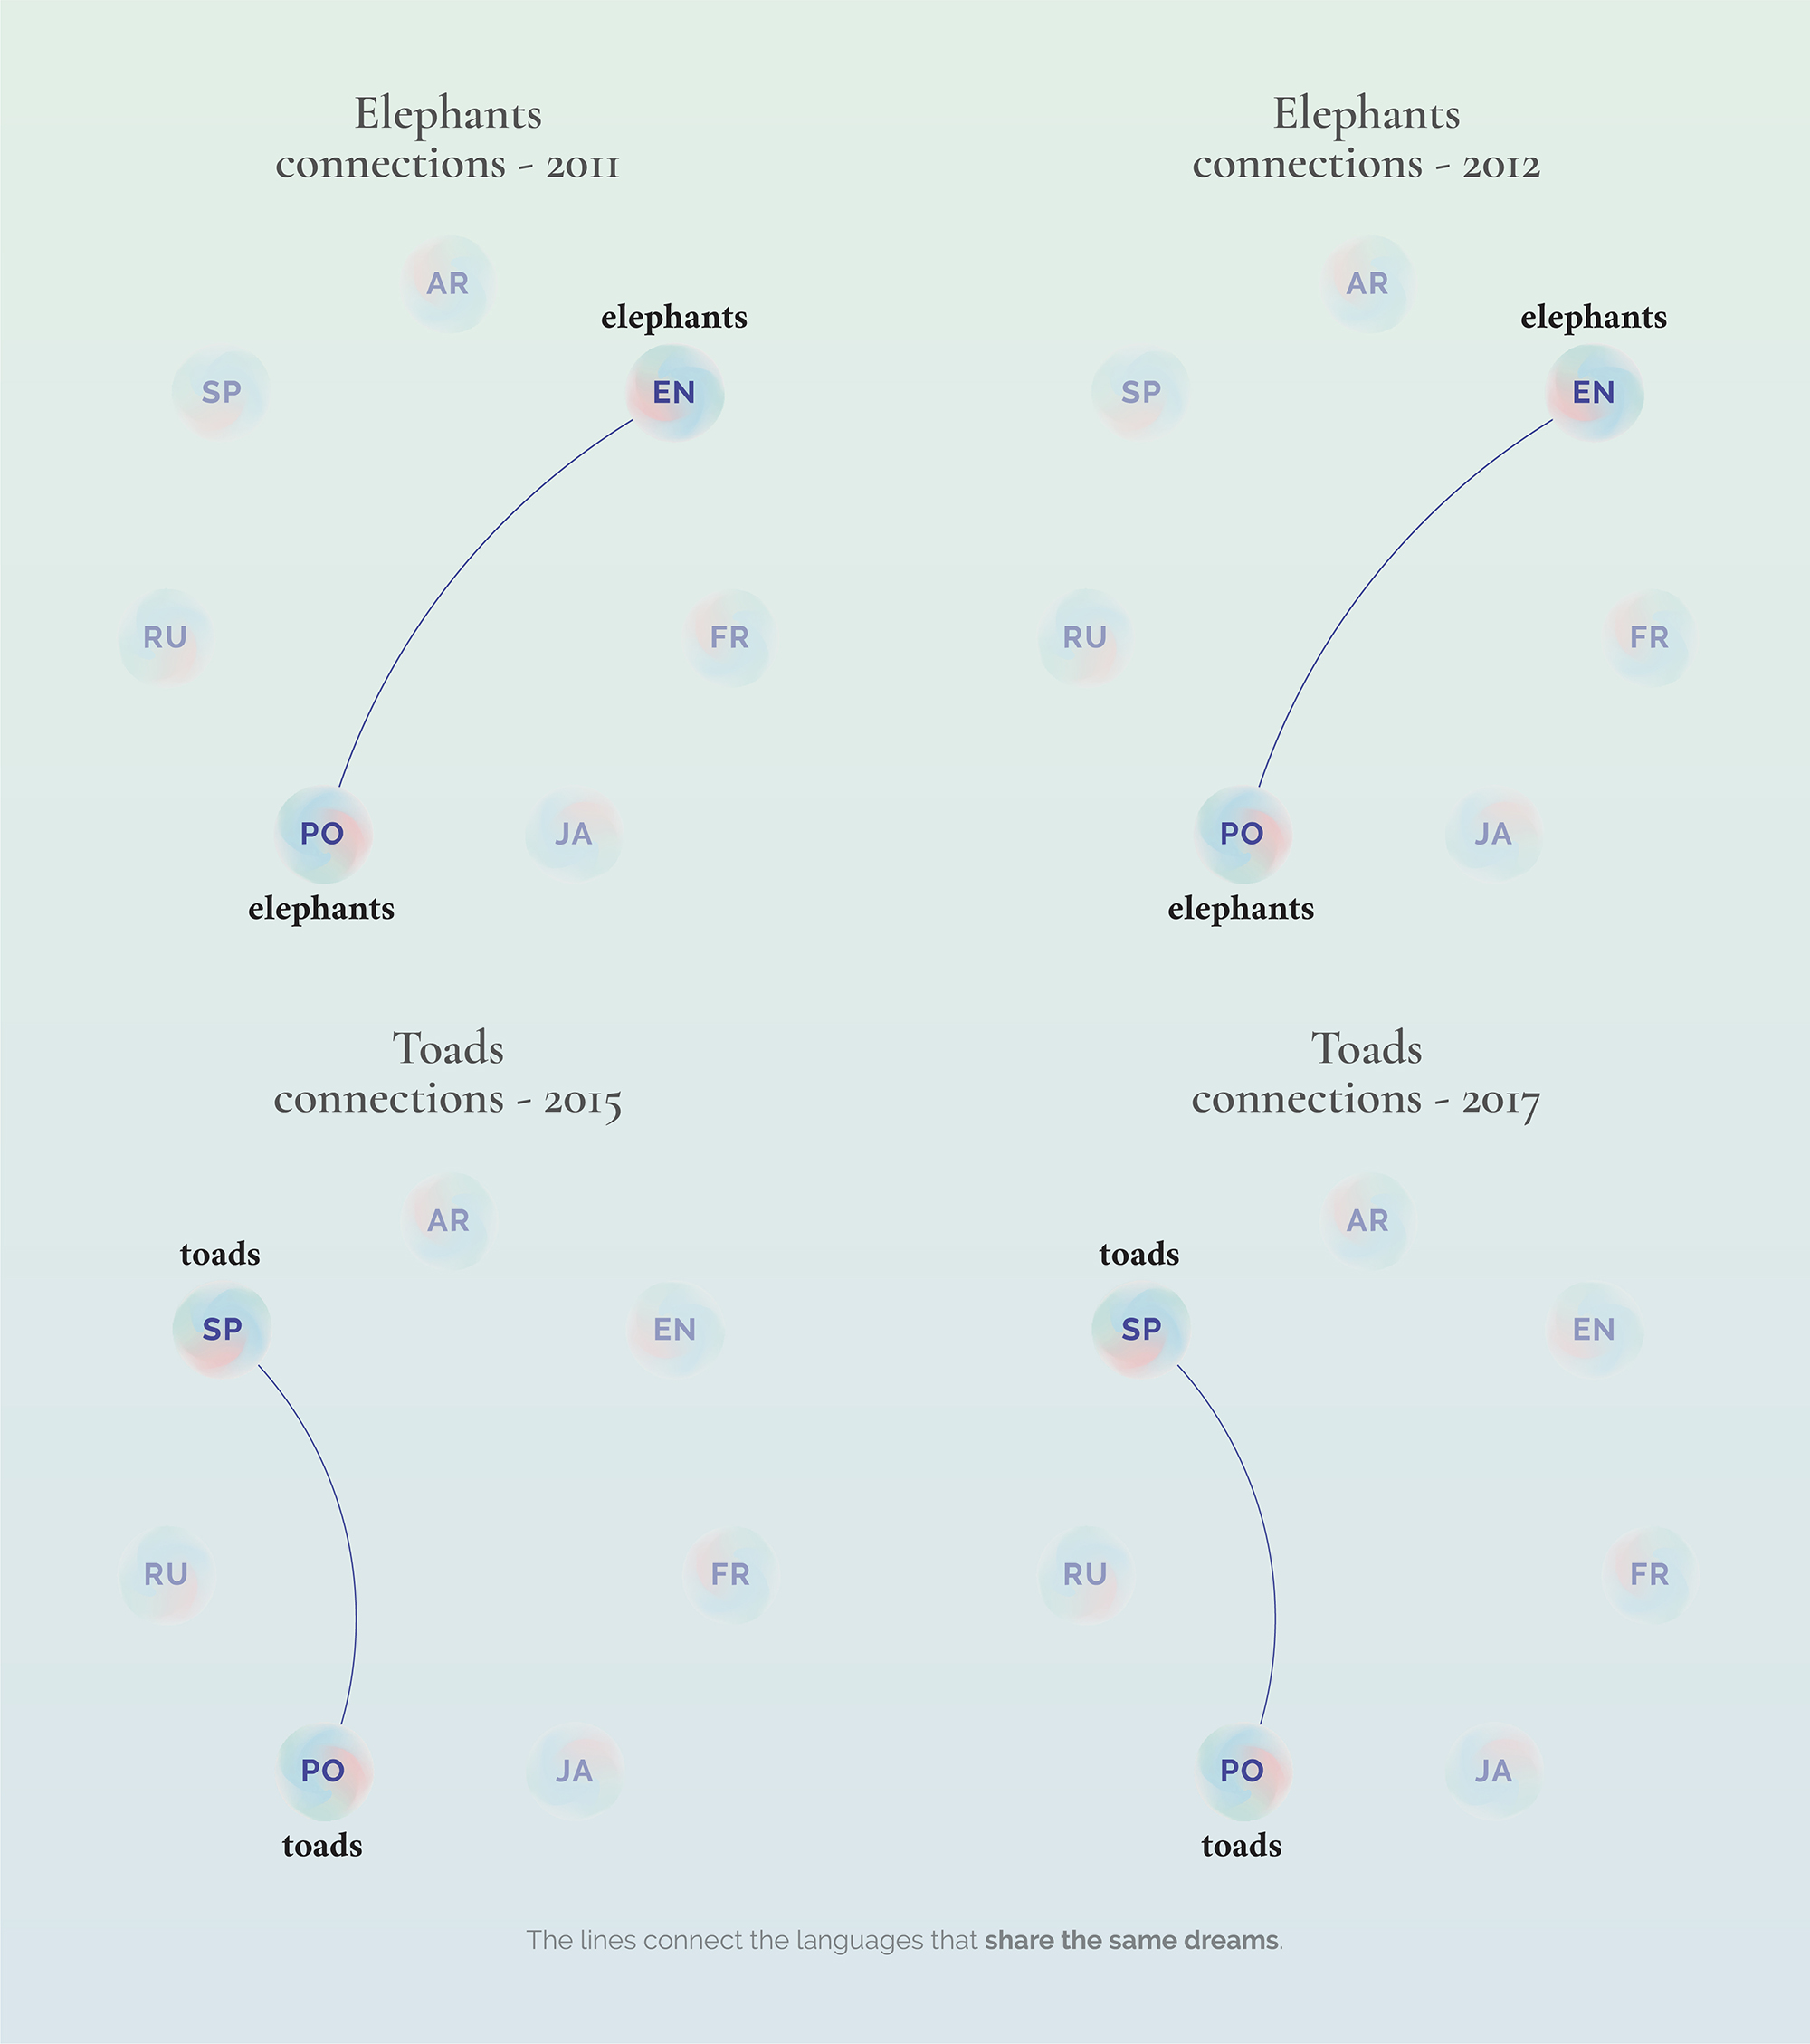 Elephants
connections - 2011
AR
elephants
SP
EN
RU
FR
PO
JA
elephants
Elephants
connections - 2012
AR
elephants
SP
EN
RU
FR
PO
JA
elephants
Toads
connections - 2015
AR
toads
SP
EN
RU
FR
PO
JA
toads
Toads
connections - 2017
AR
toads
SP
EN
RU
FR
PO
JA
toads
The lines connect the languages that share the same dreams.